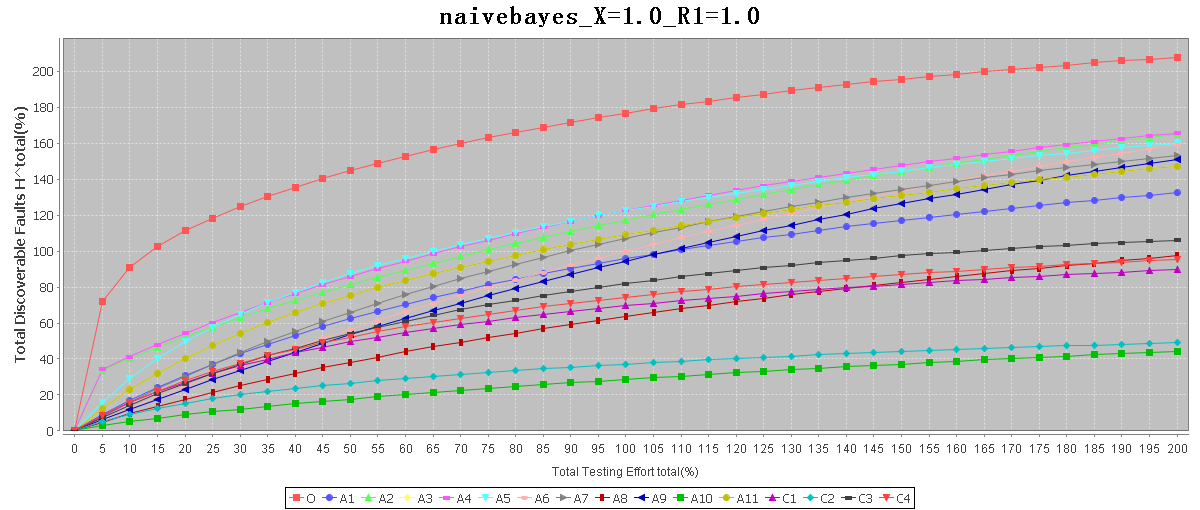 naivebayes_X=1.0_R1=1.0
Total Discoverable Faults H^total(%)
200
180
160
140
120
100
80
60
40
20
0
0 5 10 15 20 25 30 35 40 45 50 55 60 65 70 75 80 85 90 95 100 105 110 115 120 125 130 135 140 145 150 155 160 165 170 175 180 185 190 195 200
Total Testing Effort total(%)
O A1 A2 A3 A4 A5 A6 A7 A8 A9 A10 A11 C1 C2 C3 C4